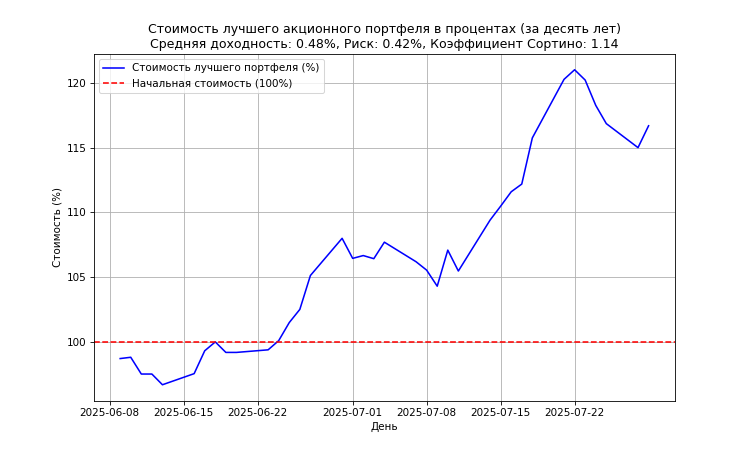 Стоимость лучшего акционного портфеля в процентах (за десять лет)
Средняя доходность: 0.48%, Риск: 0.42%, Коэффициент Сортино: 1.14
Стоимость лучшего портфеля (%)
Начальная стоимость (100%)
Стоимость (%)
120
115
110
105
100
2025-06-08 2025-06-15 2025-06-22 2025-07-01 2025-07-08 2025-07-15 2025-07-22
День